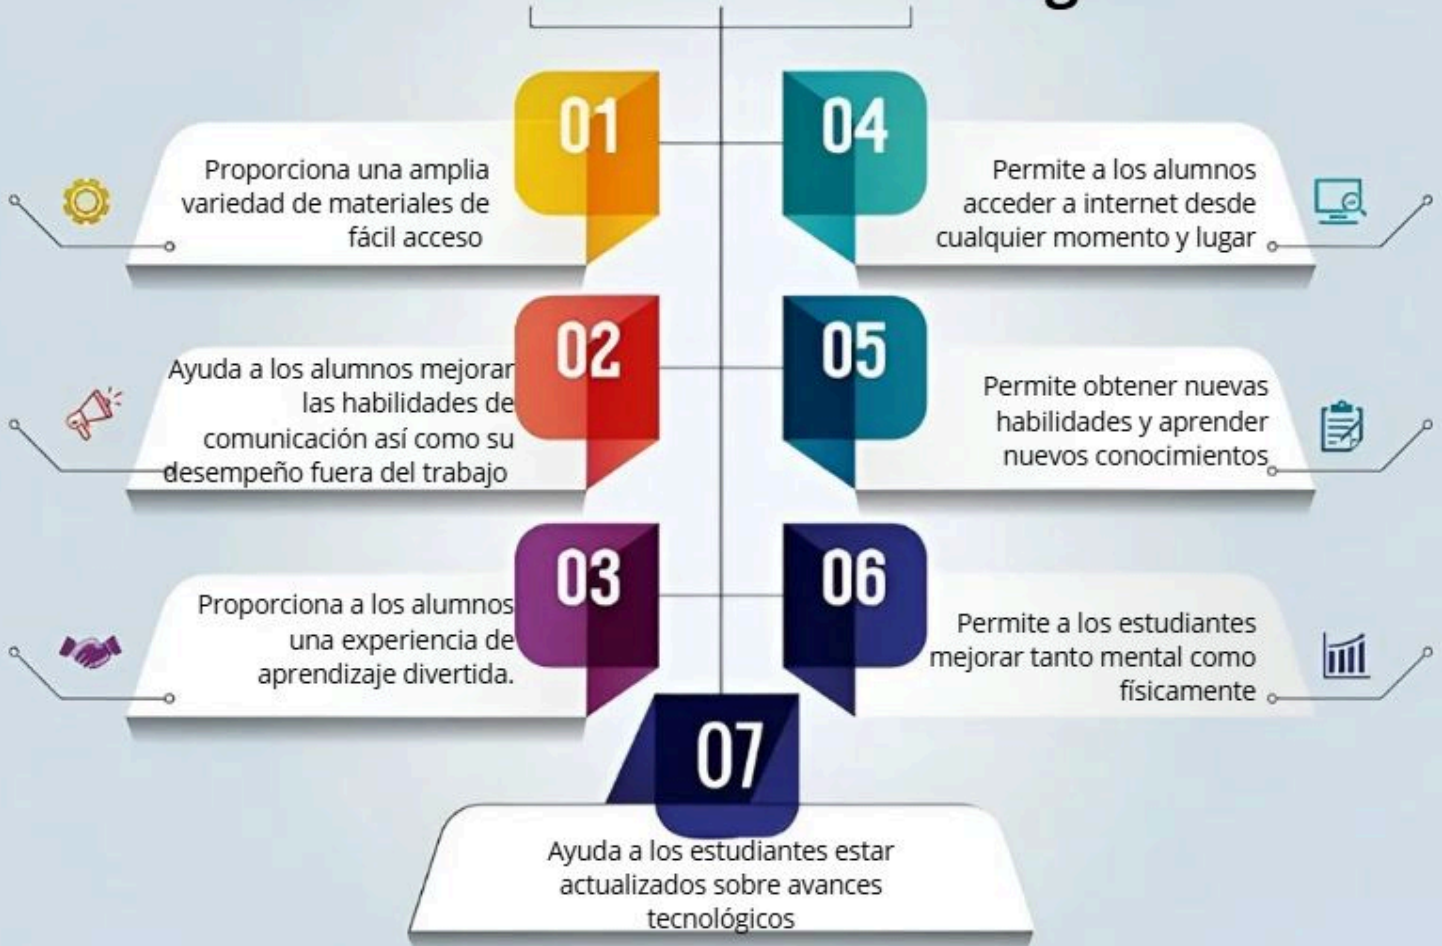 01
Proporciona una amplia
variedad de materiales de
fácil acceso
02
Ayuda a los alumnos mejorar
las habilidades de
comunicación así como su
desempeño fuera del trabajo
03
Proporciona a los alumnos
una experiencia de
aprendizaje divertida.
04
Permite a los alumnos
acceder a internet desde
cualquier momento y lugar
05
Permite obtener nuevas
habilidades y aprender
nuevos conocimientos
06
Permite a los estudiantes
mejorar tanto mental como
físicamente
07
Ayuda a los estudiantes estar
actualizados sobre avances
tecnológicos